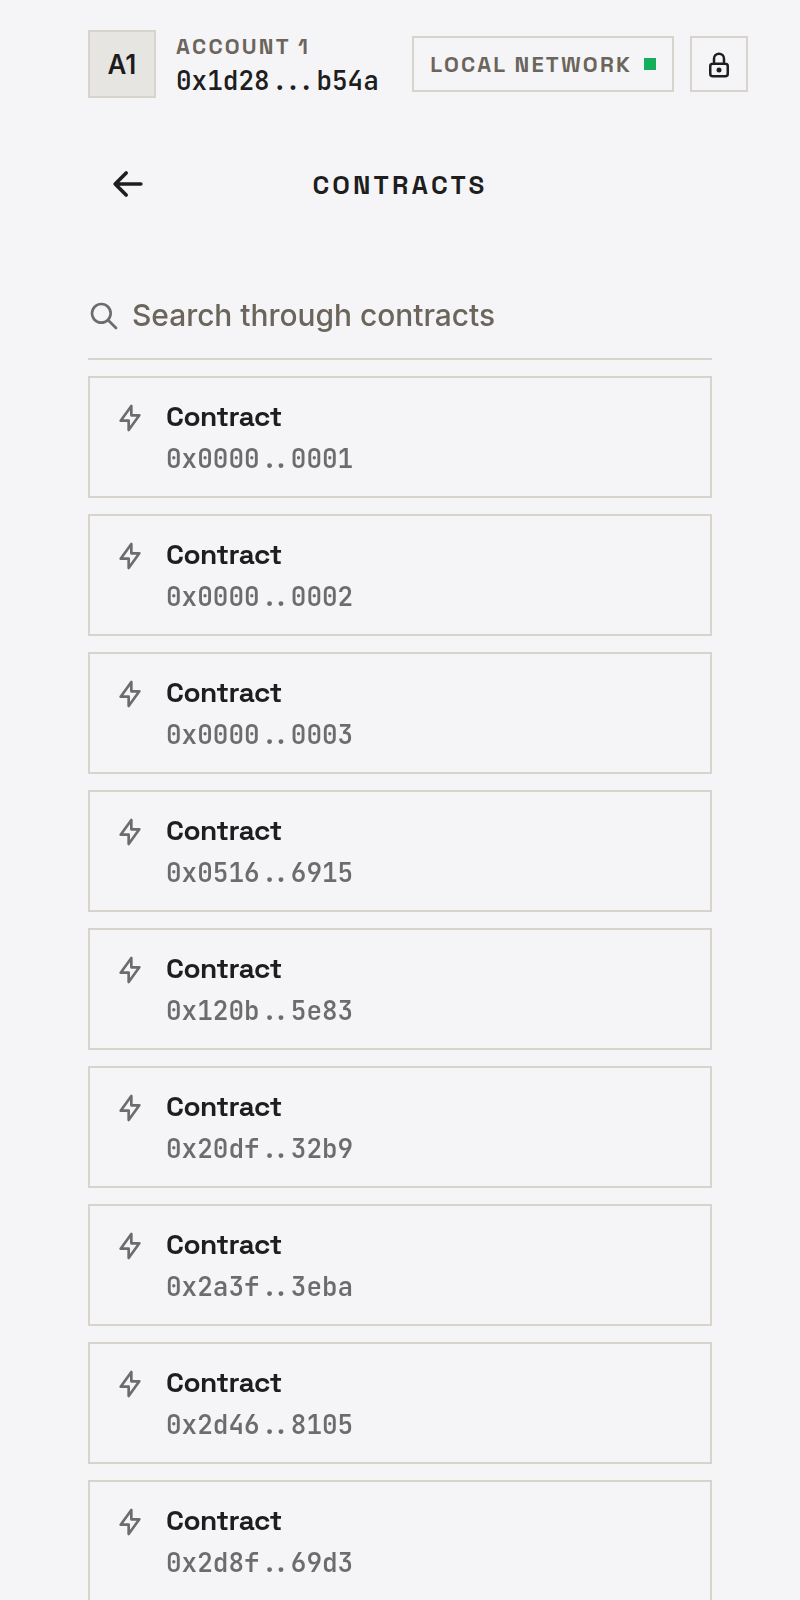 A1
ACCOUNT 1
0x1d28...b54a
LOCAL NETWORK
CONTRACTS
Search through contracts
Contract
0x0000..0001
Contract
0x0000..0002
Contract
0x0000..0003
Contract
0x0516..6915
Contract
0x120b..5e83
Contract
0x20df..32b9
Contract
0x2a3f..3eba
Contract
0x2d46..8105
Contract
0x2d8f..69d3